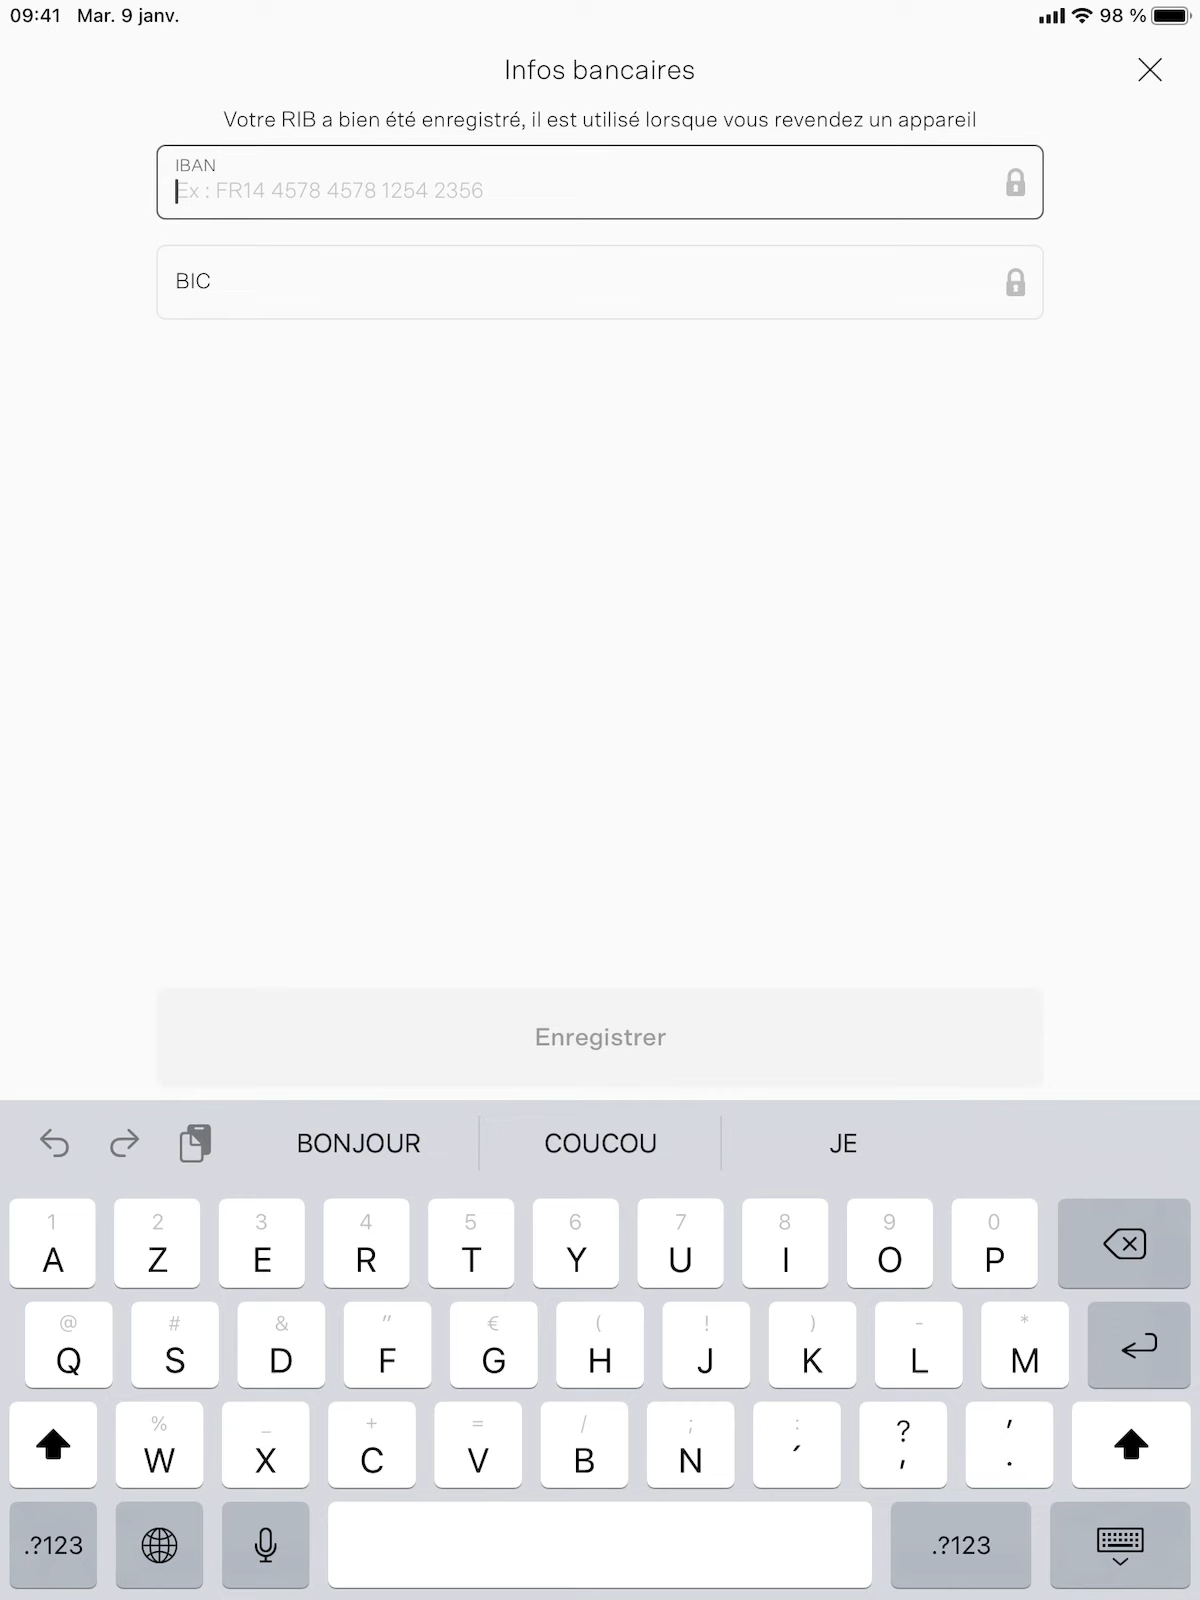 09:41 Mar. 9 janv. 98 %
Infos bancaires
Votre RIB a bien été enregistré, il est utilisé lorsque vous revendez un appareil
IBAN
Ex : FR14 4578 4578 1254 2356
BIC
Enregistrer
BONJOUR COUCOU JE
1 2 3 4 5 6 7 8 9 0
A Z E R T Y U I O P
@ # & " € ( ! ) - *
Q S D F G H J K L M
% _ + = / ; : ? '
W X C V B N ´ , .
.?123 .?123